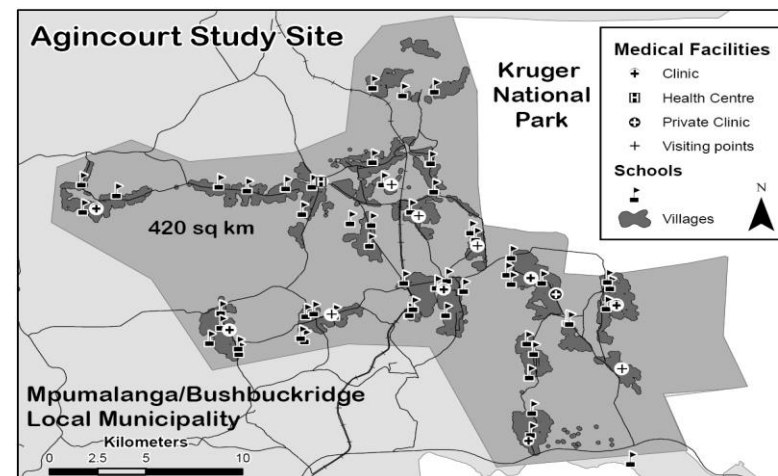 Agincourt Study Site
Kruger
National
Park
Medical Facilities
Clinic
Health Centre
Private Clinic
Visiting points
Schools
Villages
N
420 sq km
Mpumalanga/Bushbuckridge
Local Municipality
Kilometers
0 2.5 5 10